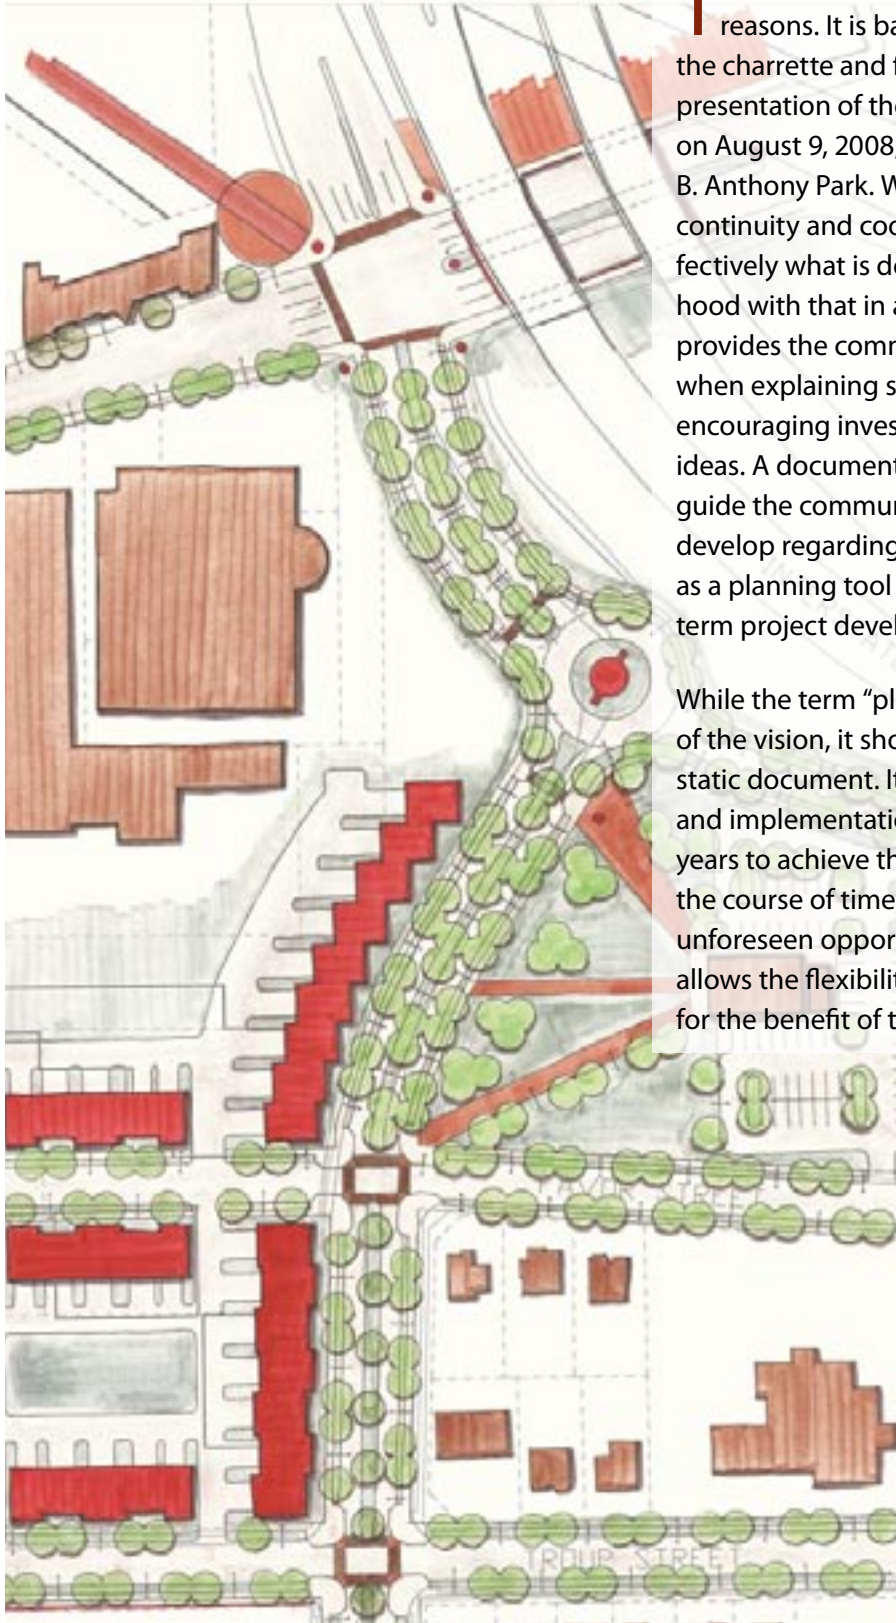 reasons. It is ba
the charrette and f
presentation of the
on August 9, 2008,
B. Anthony Park. W
continuity and coo
fectively what is de
hood with that in a
provides the comm
when explaining s
encouraging inves
ideas. A document
guide the commun
develop regarding
as a planning tool
term project devel
While the term “pl
of the vision, it sho
static document. It
and implementatio
years to achieve th
the course of time
unforeseen oppor
allows the flexibilit
for the benefit of t
STREET
TROUP STREET